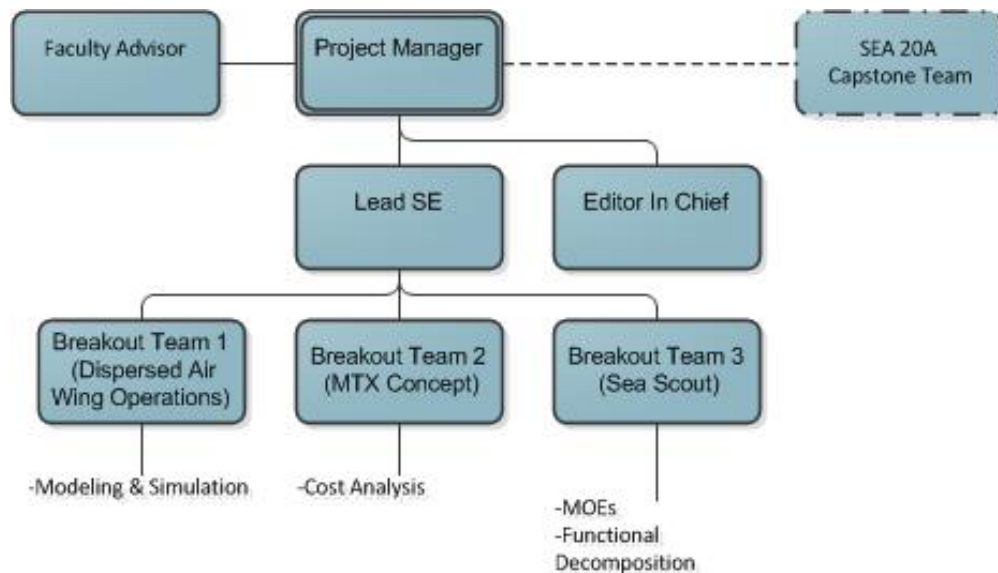 Faculty Advisor
Project Manager
SEA 20A
Capstone Team
Lead SE
Editor In Chief
Breakout Team 1
(Dispersed Air
Wing Operations)
Breakout Team 2
(MTX Concept)
Breakout Team 3
(Sea Scout)
-Modeling & Simulation
-Cost Analysis
-MOEs
-Functional
Decomposition